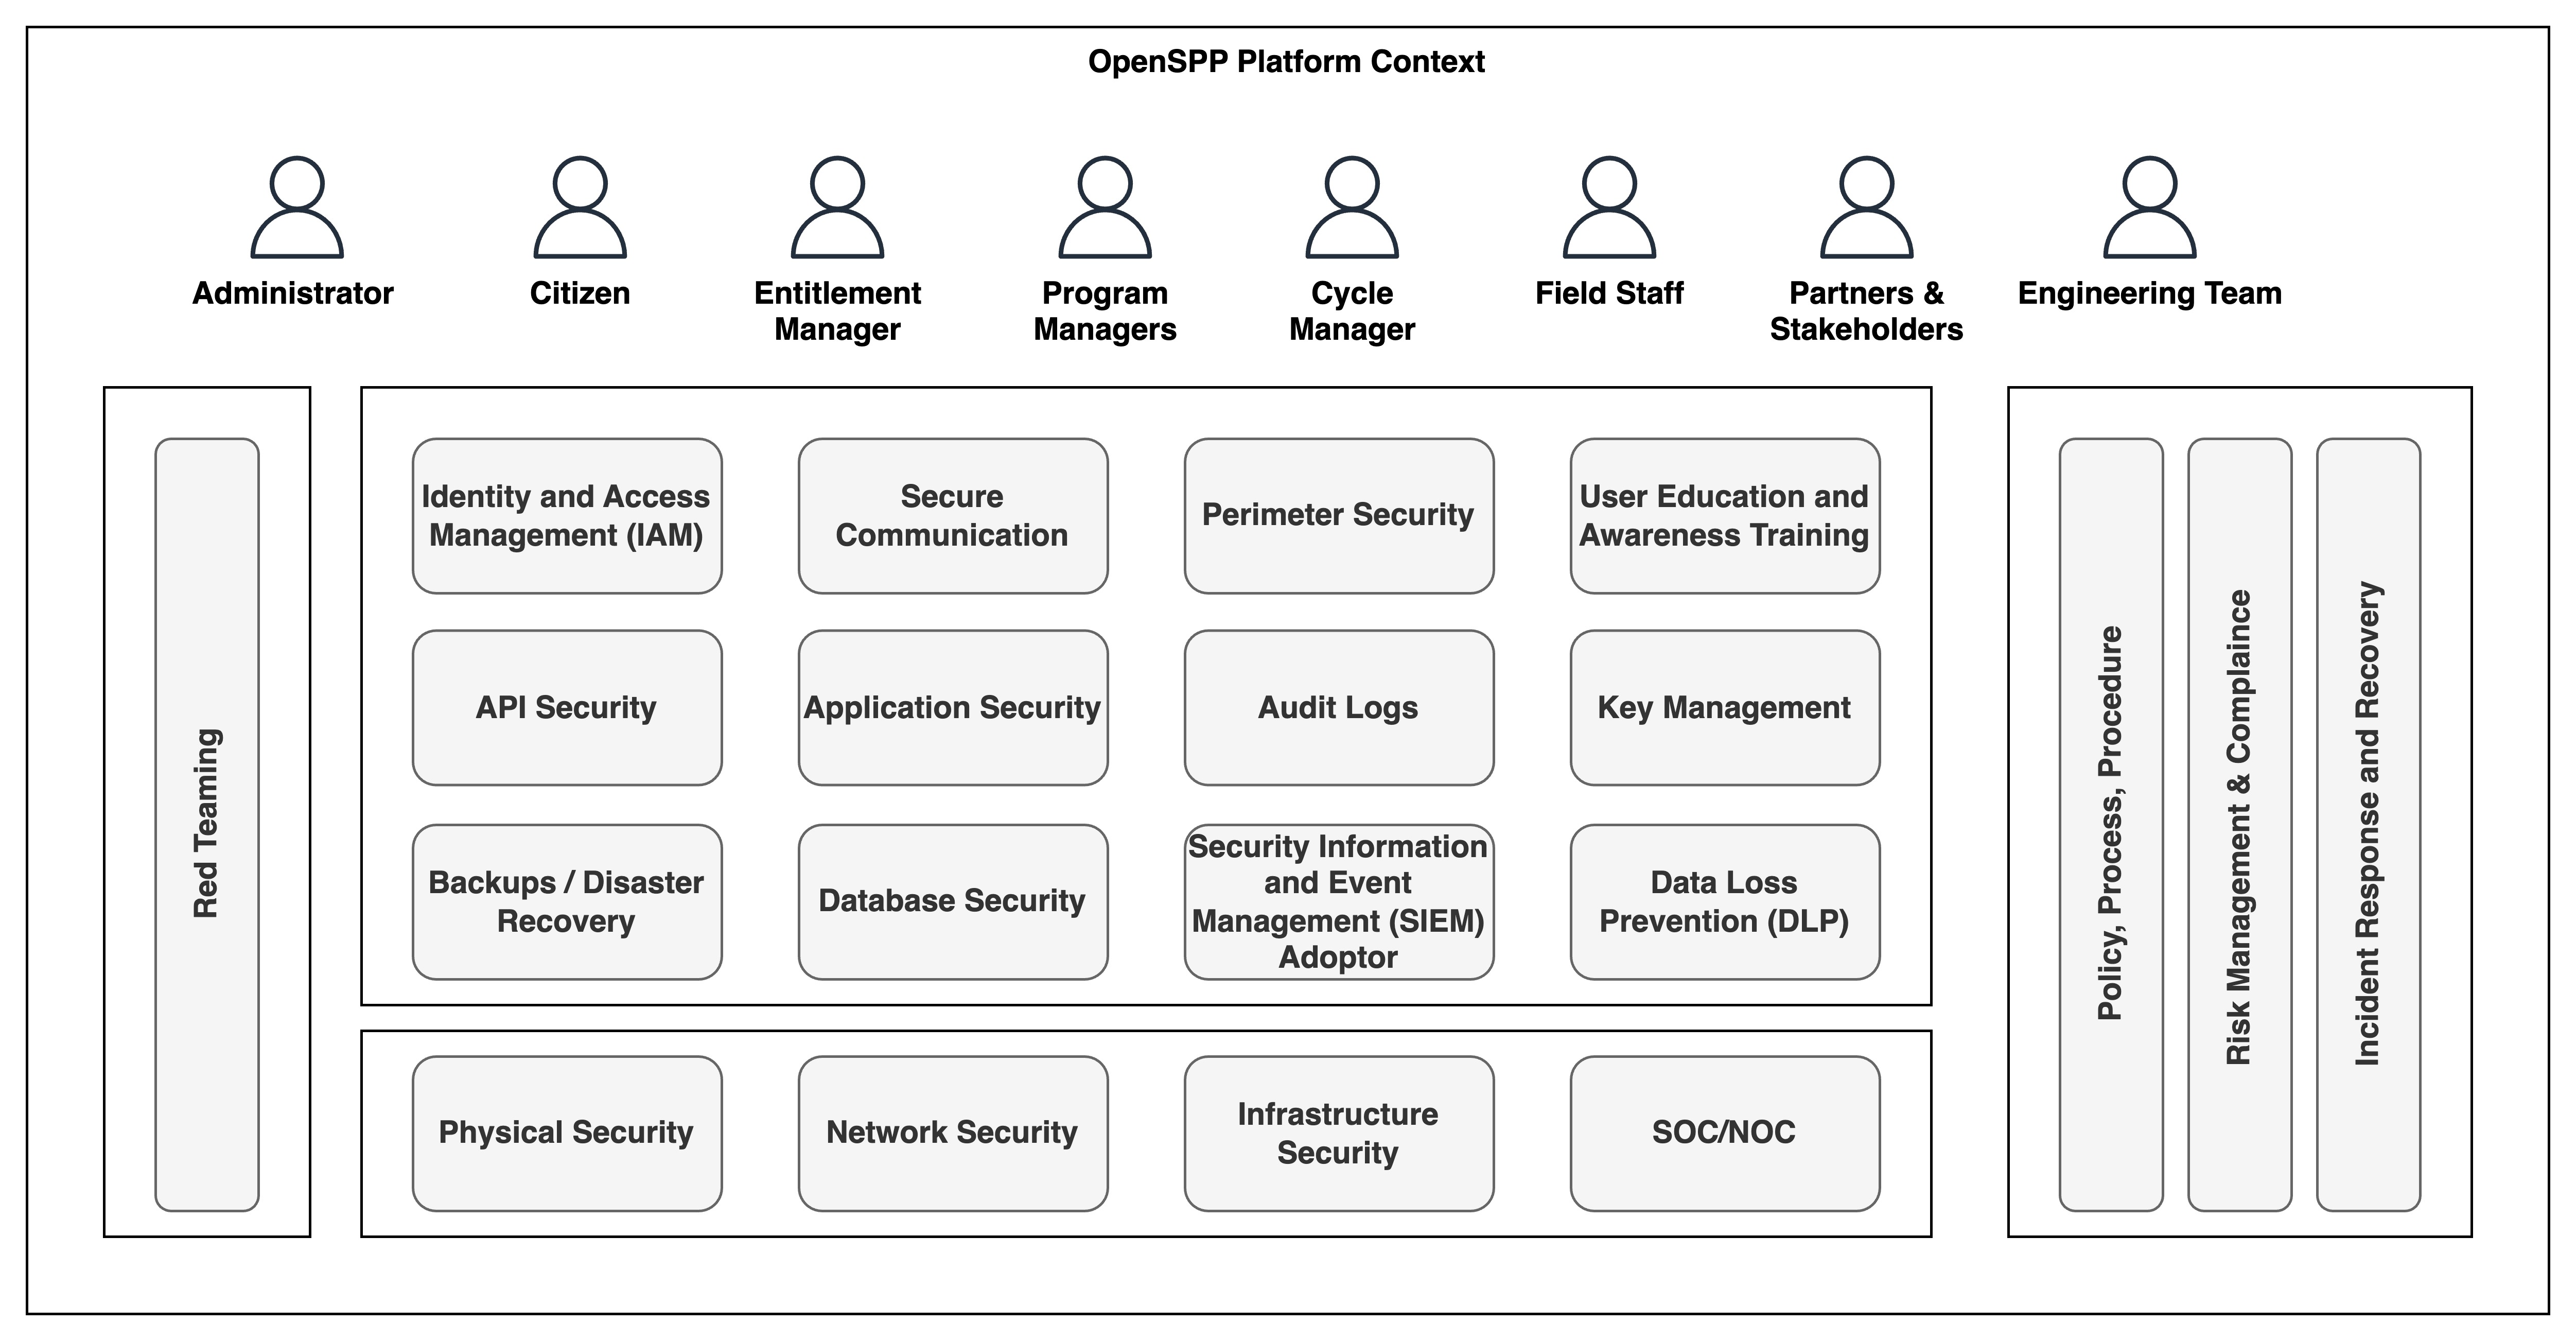 OpenSPP Platform Context
Administrator
Citizen
Entitlement
Manager
Program
Managers
Cycle
Manager
Field Staff
Partners &
Stakeholders
Engineering Team
Red Teaming
Identity and Access
Management (IAM)
Secure
Communication
Perimeter Security
User Education and
Awareness Training
API Security
Application Security
Audit Logs
Key Management
Backups / Disaster
Recovery
Database Security
Security Information
and Event
Management (SIEM)
Adoptor
Data Loss
Prevention (DLP)
Physical Security
Network Security
Infrastructure
Security
SOC/NOC
Policy, Process, Procedure
Risk Management & Complaince
Incident Response and Recovery